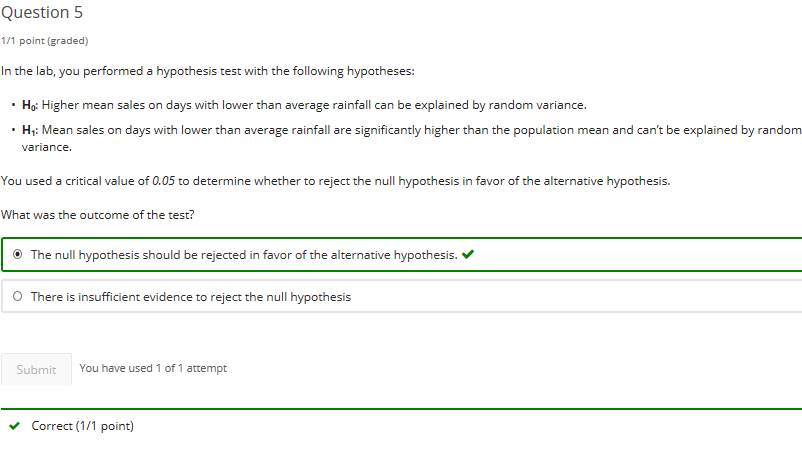 Question 5
1/1 point (graded)
In the lab, you performed a hypothesis test with the following hypotheses:
• H₀: Higher mean sales on days with lower than average rainfall can be explained by random variance.
• H₁: Mean sales on days with lower than average rainfall are significantly higher than the population mean and can't be explained by random
variance.
You used a critical value of 0.05 to determine whether to reject the null hypothesis in favor of the alternative hypothesis.
What was the outcome of the test?
The null hypothesis should be rejected in favor of the alternative hypothesis. ✔
There is insufficient evidence to reject the null hypothesis
Submit You have used 1 of 1 attempt
✔ Correct (1/1 point)